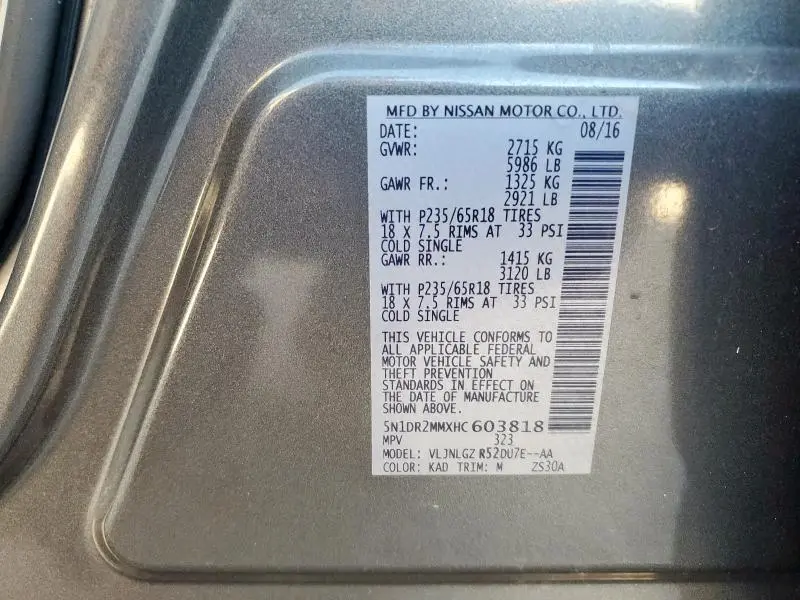 MFD BY NISSAN MOTOR CO., LTD.
DATE: 08/16
GVWR: 2715 KG
5986 LB
GAWR FR.: 1325 KG
2921 LB
WITH P235/65R18 TIRES
18 X 7.5 RIMS AT 33 PSI
COLD SINGLE
GAWR RR.: 1415 KG
3120 LB
WITH P235/65R18 TIRES
18 X 7.5 RIMS AT 33 PSI
COLD SINGLE
THIS VEHICLE CONFORMS TO
ALL APPLICABLE FEDERAL
MOTOR VEHICLE SAFETY AND
THEFT PREVENTION
STANDARDS IN EFFECT ON
THE DATE OF MANUFACTURE
SHOWN ABOVE.
5N1DR2MMXHC603818
MPV 323
MODEL: VLJNLGZ R52DU7E--AA
COLOR: KAD TRIM: M ZS30A